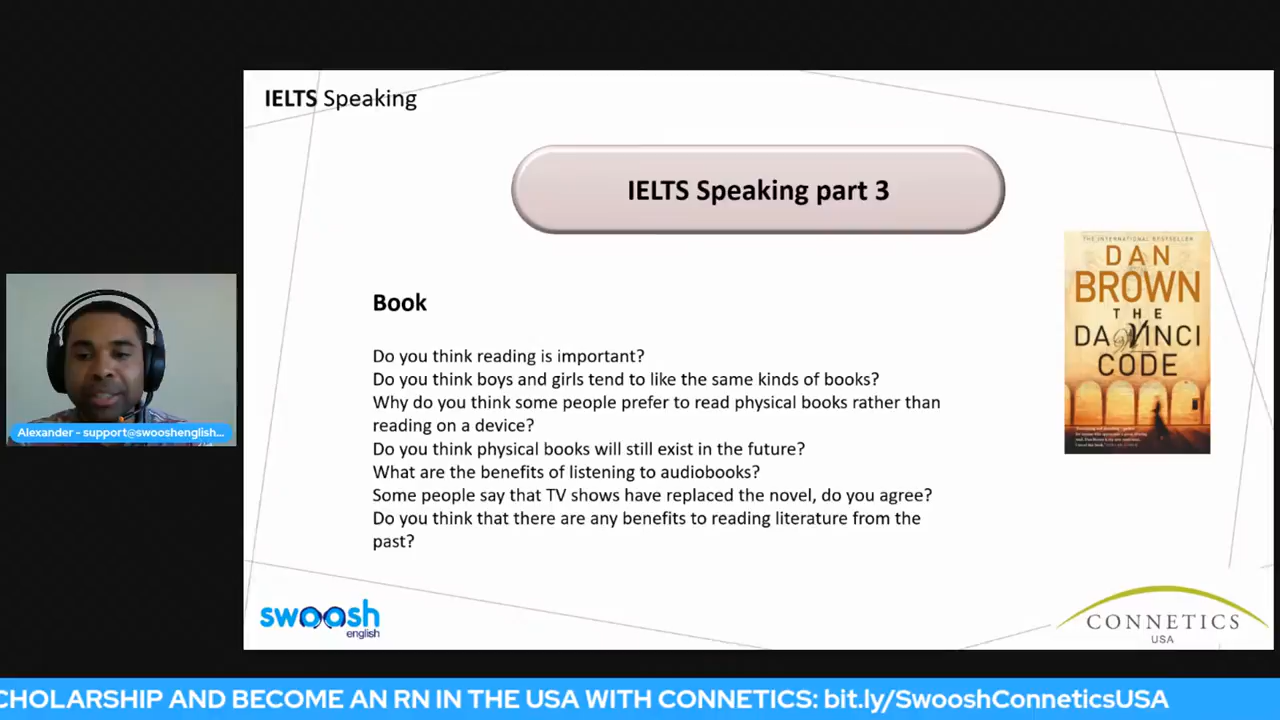 IELTS Speaking
IELTS Speaking part 3
THE INTERNATIONAL BESTSELLER
DAN
BROWN
THE
DA VINCI
CODE
Book
Do you think reading is important?
Do you think boys and girls tend to like the same kinds of books?
Why do you think some people prefer to read physical books rather than
reading on a device?
Do you think physical books will still exist in the future?
What are the benefits of listening to audiobooks?
Some people say that TV shows have replaced the novel, do you agree?
Do you think that there are any benefits to reading literature from the
past?
Alexander - support@swooshenglish...
swoosh
english
CONNETICS
USA
CHOLARSHIP AND BECOME AN RN IN THE USA WITH CONNETICS: bit.ly/SwooshConneticsUSA